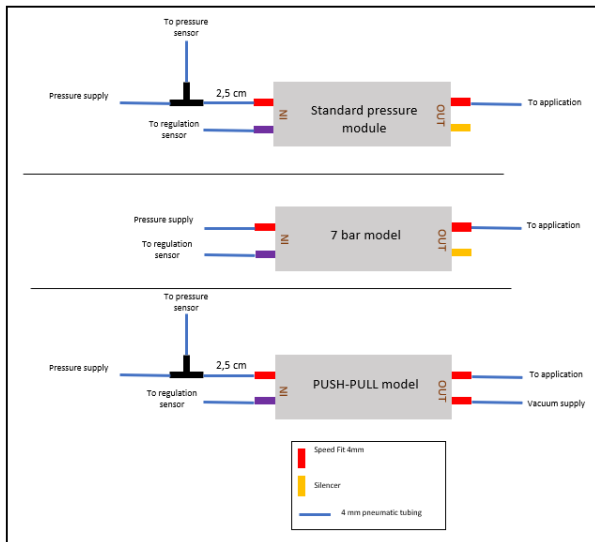 To pressure
sensor
Pressure supply
2,5 cm
To regulation
sensor
IN
Standard pressure
module
OUT
To application
Pressure supply
To regulation
sensor
IN
7 bar model
OUT
To application
To pressure
sensor
Pressure supply
2,5 cm
To regulation
sensor
IN
PUSH-PULL model
OUT
To application
Vacuum supply
Speed Fit 4mm
Silencer
4 mm pneumatic tubing